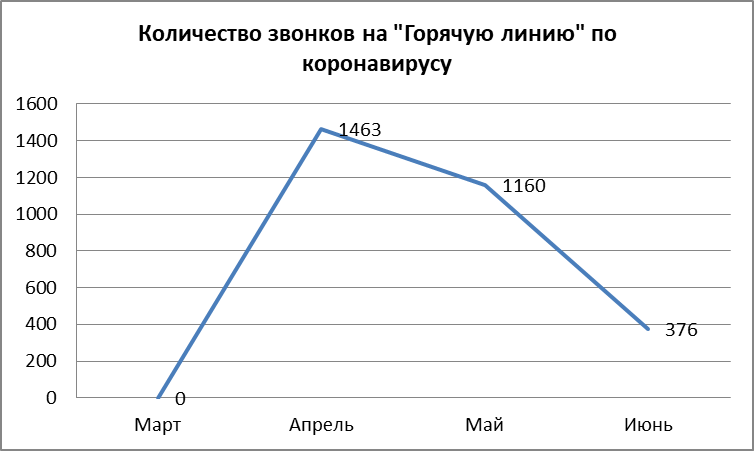 Количество звонков на "Горячую линию" по
коронавирусу
1600
1400
1200
1000
800
600
400
200
0
1463
1160
376
0
Март
Апрель
Май
Июнь